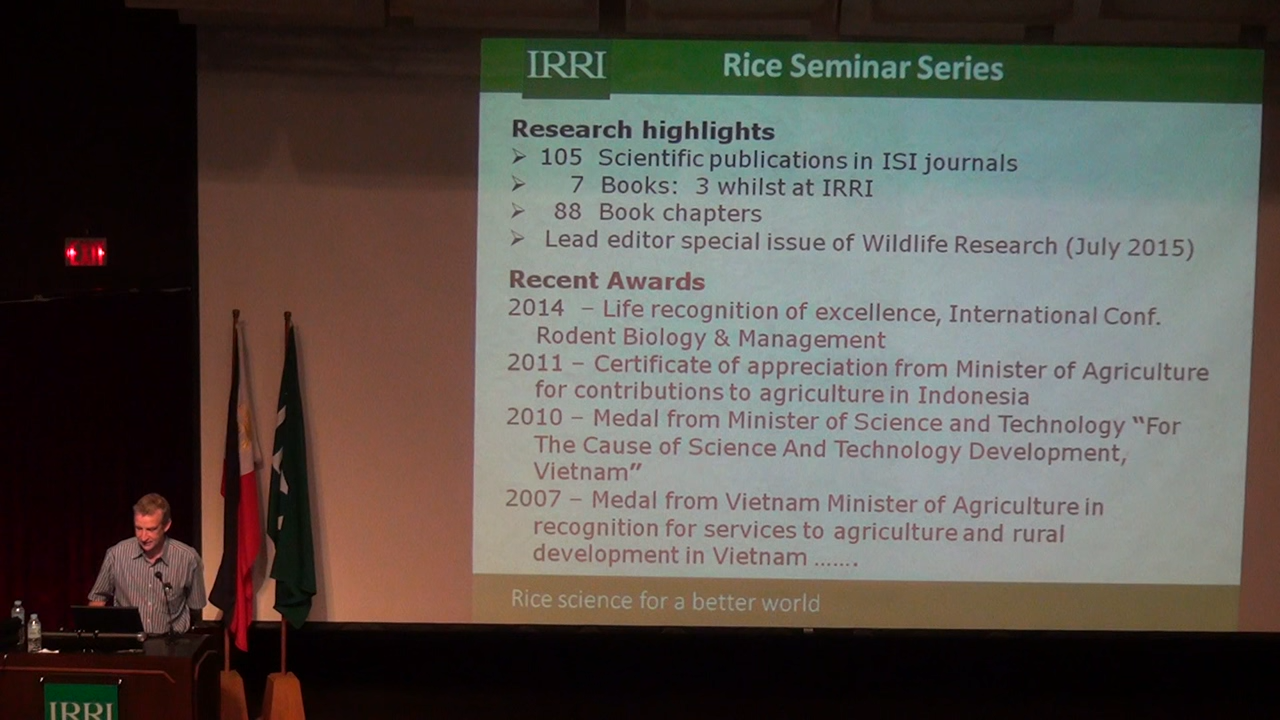 IRRI
Rice Seminar Series
Research highlights
➢ 105 Scientific publications in ISI journals
➢ 7 Books: 3 whilst at IRRI
➢ 88 Book chapters
➢ Lead editor special issue of Wildlife Research (July 2015)
Recent Awards
2014 – Life recognition of excellence, International Conf.
Rodent Biology & Management
2011 – Certificate of appreciation from Minister of Agriculture
for contributions to agriculture in Indonesia
2010 – Medal from Minister of Science and Technology “For
The Cause of Science And Technology Development,
Vietnam”
2007 – Medal from Vietnam Minister of Agriculture in
recognition for services to agriculture and rural
development in Vietnam …….
Rice science for a better world
IRRI